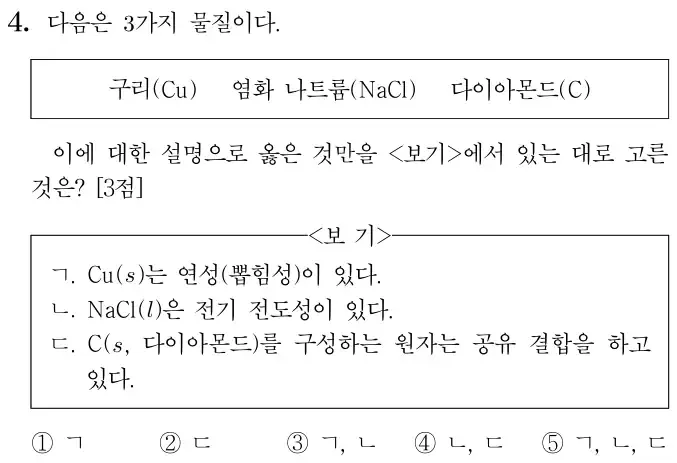 4. 다음은 3가지 물질이다.
구리(Cu) 염화 나트륨(NaCl) 다이아몬드(C)
이에 대한 설명으로 옳은 것만을 <보기>에서 있는 대로 고른
것은? [3점]
<보 기>
ㄱ. Cu(s)는 연성(뽑힘성)이 있다.
ㄴ. NaCl(l)은 전기 전도성이 있다.
ㄷ. C(s, 다이아몬드)를 구성하는 원자는 공유 결합을 하고
있다.
① ㄱ ② ㄷ ③ ㄱ, ㄴ ④ ㄴ, ㄷ ⑤ ㄱ, ㄴ, ㄷ